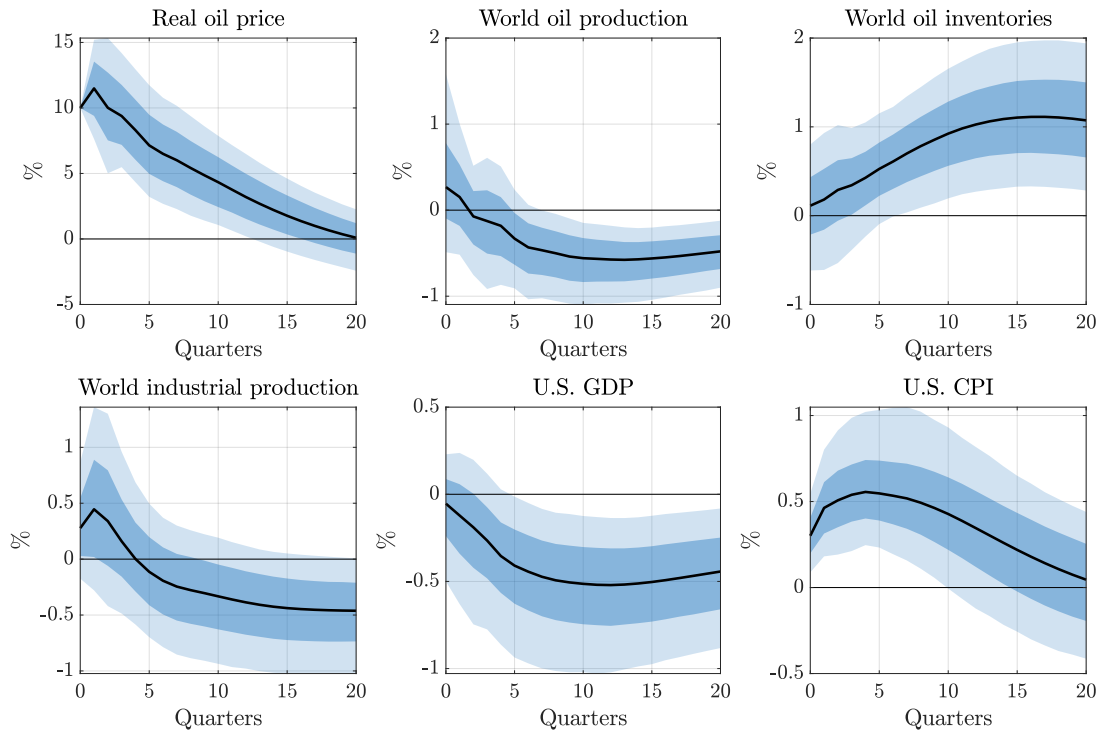 Real oil price
World oil production
World oil inventories
15
10
5
0
-5
%
0 5 10 15 20
Quarters
2
1
0
-1
%
0 5 10 15 20
Quarters
2
1
0
-1
%
0 5 10 15 20
Quarters
World industrial production
U.S. GDP
U.S. CPI
1
0.5
0
-0.5
-1
%
0 5 10 15 20
Quarters
0.5
0
-0.5
-1
%
0 5 10 15 20
Quarters
1
0.5
0
-0.5
%
0 5 10 15 20
Quarters